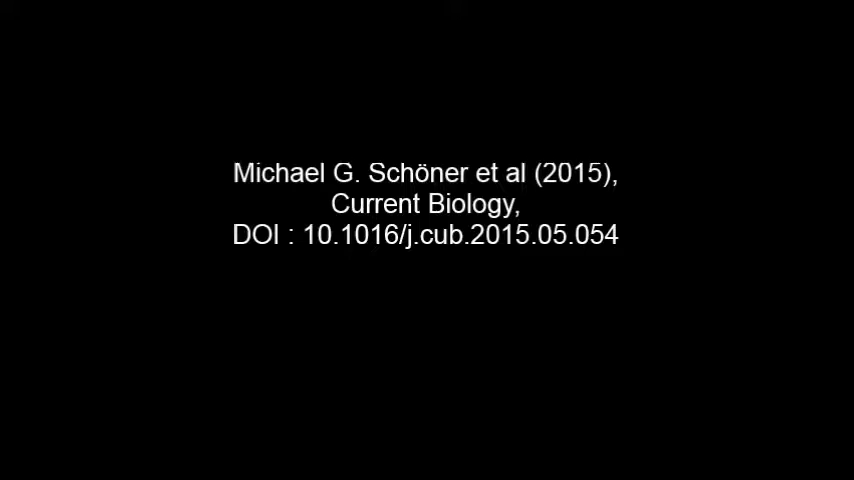 Michael G. Schöner et al (2015),
Current Biology,
DOI : 10.1016/j.cub.2015.05.054